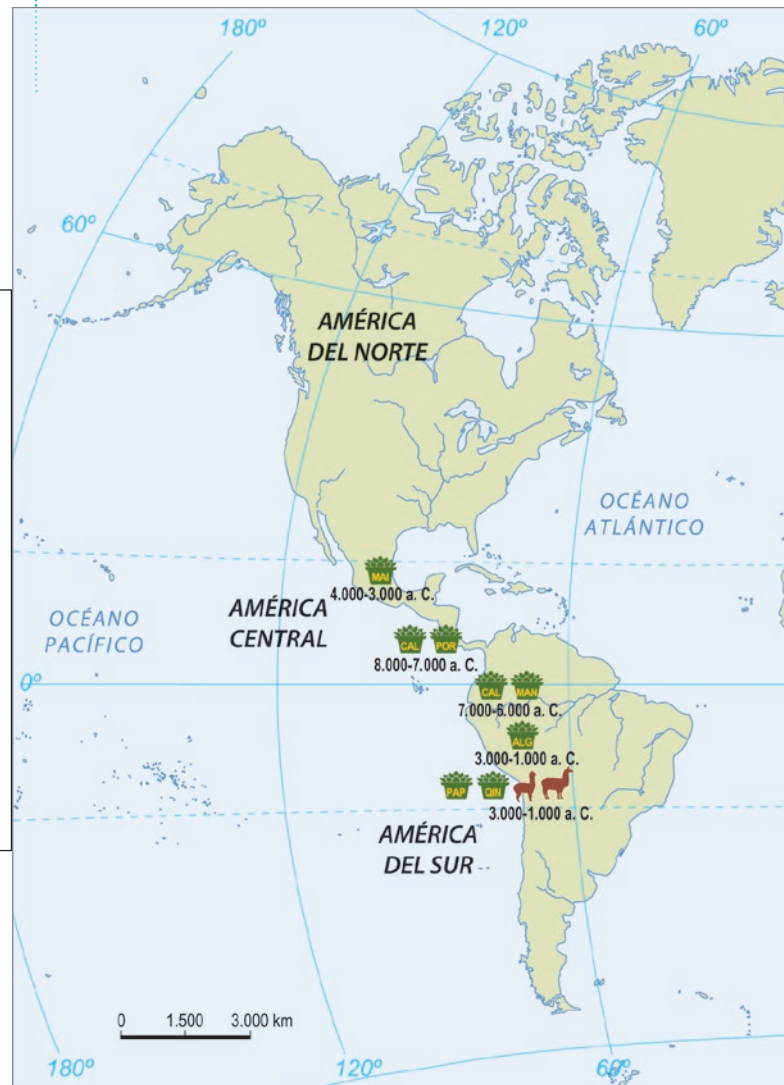 180º
120º
60º
60º
AMÉRICA
DEL NORTE
OCÉANO
ATLÁNTICO
MAI
4.000-3.000 a. C.
AMÉRICA
CENTRAL
OCÉANO
PACÍFICO
CAL POR
8.000-7.000 a. C.
0º
CAL MAN
7.000-6.000 a. C.
ALG
3.000-1.000 a. C.
PAP QIN
3.000-1.000 a. C.
AMÉRICA
DEL SUR
0 1.500 3.000 km
180º
120º
60º